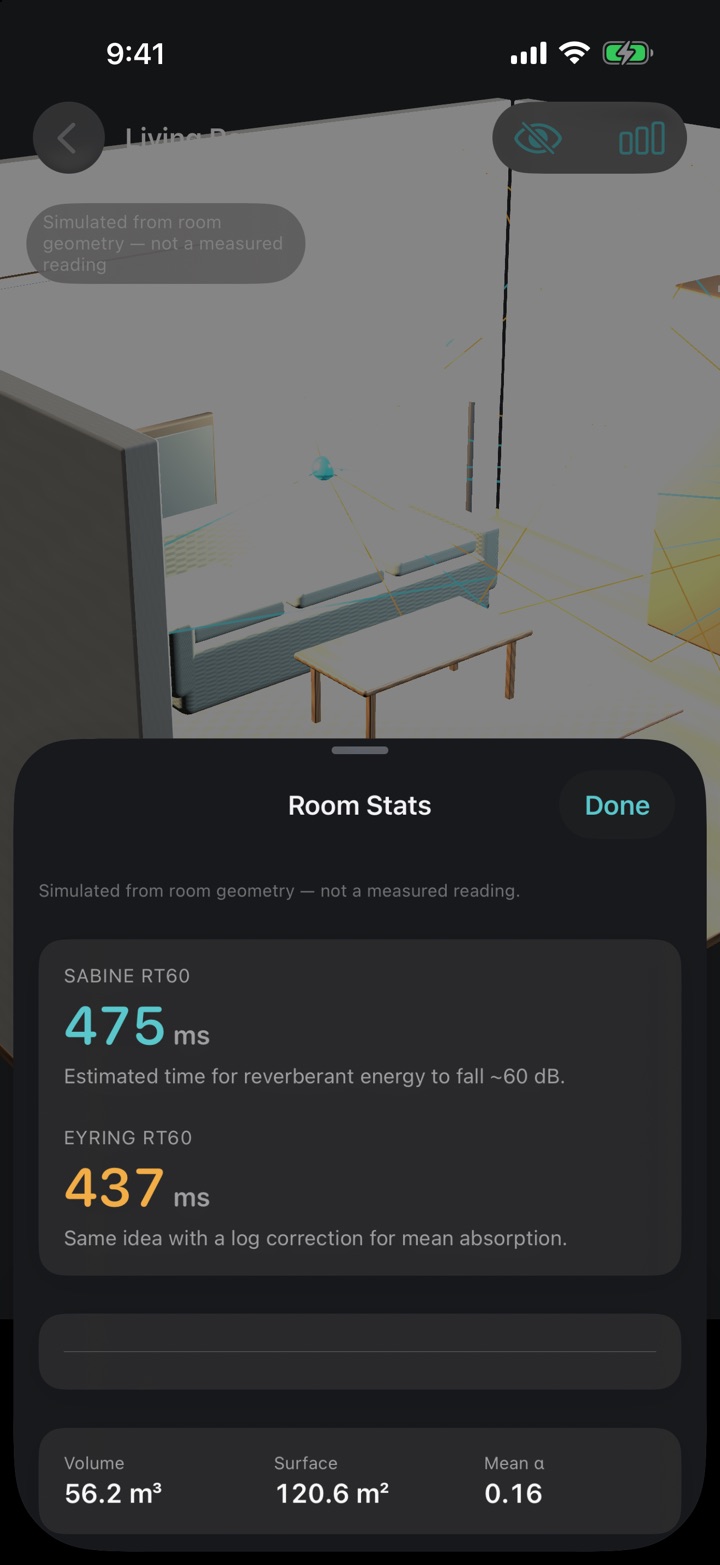 9:41
Living R
Simulated from room
geometry — not a measured
reading
Room Stats
Done
Simulated from room geometry — not a measured reading.
SABINE RT60
475 ms
Estimated time for reverberant energy to fall ~60 dB.
EYRING RT60
437 ms
Same idea with a log correction for mean absorption.
Volume Surface Mean α
56.2 m³ 120.6 m² 0.16